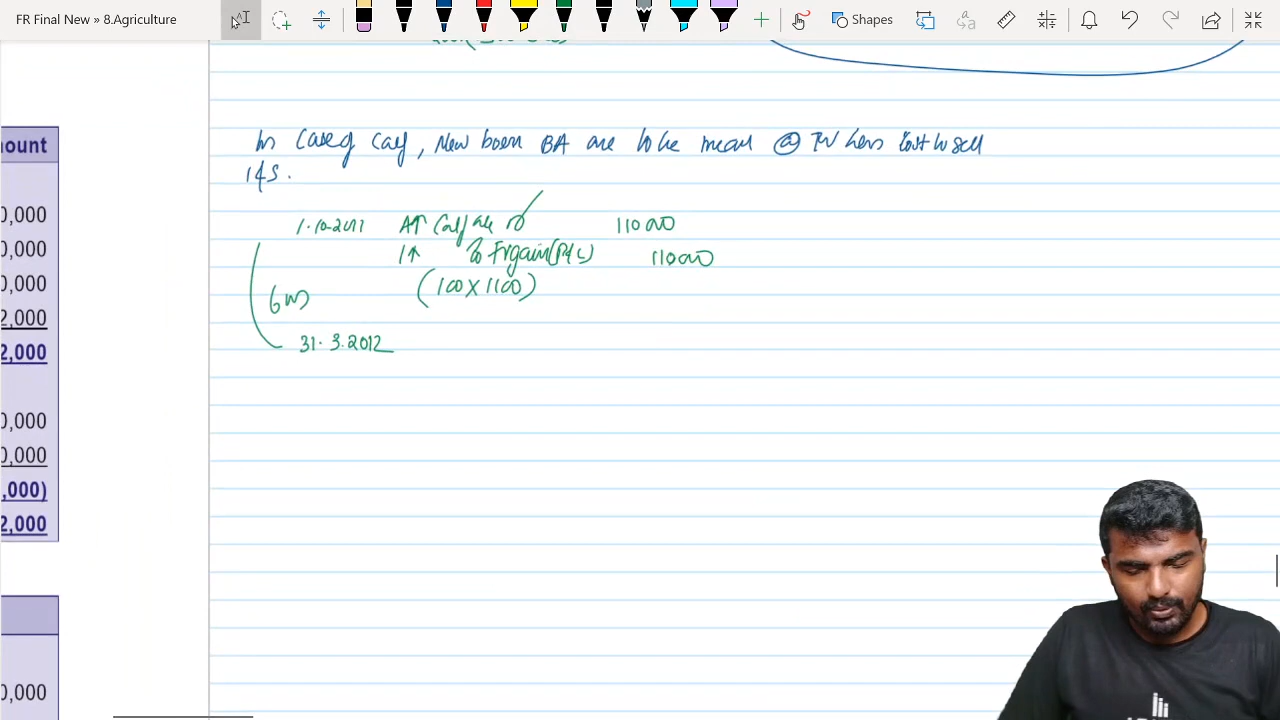 FR Final New » 8.Agriculture
Shapes
In Case of Calf, New born BA are to be meas @ FV less Cost to sell
ount
0,000
0,000
0,000
2,000
2,000
1.10.2011 A↑ Calf a/c Dr 110000
1↑ To FV gain (P/L) 110000
(100 X 1100)
6m
31.3.2012
0,000
0,000
,000)
2,000
0,000